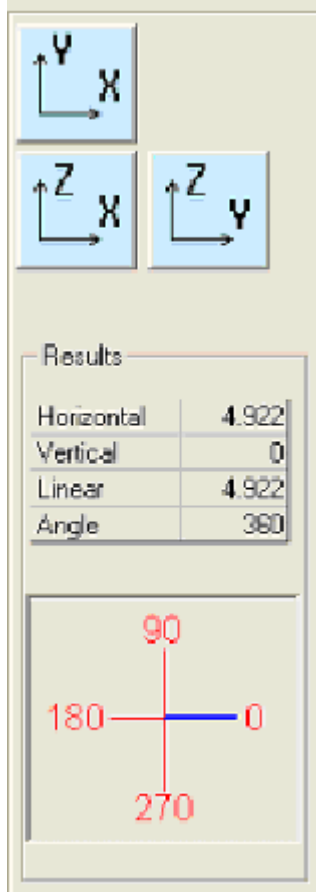 Y X
Z X Z Y
Results
Horizontal 4.922
Vertical 0
Linear 4.922
Angle 360
90
180 0
270